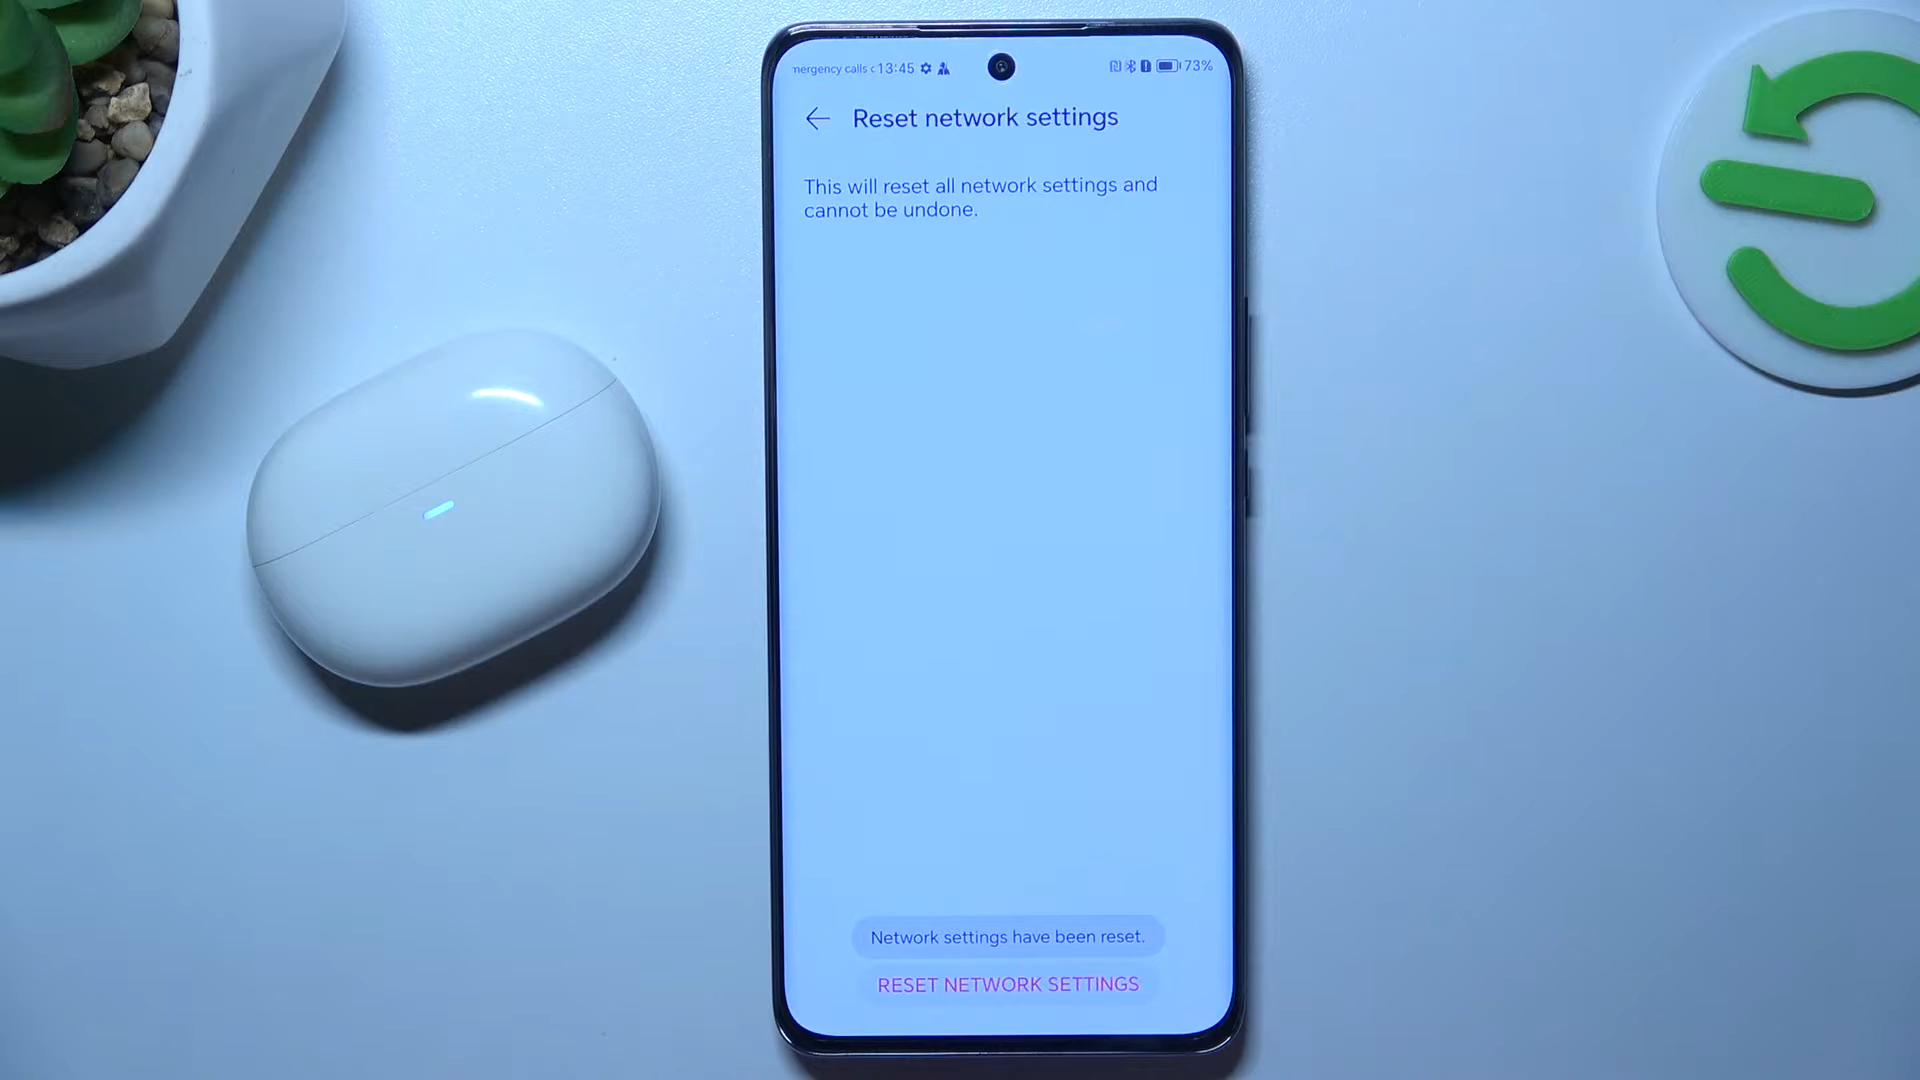 mergency calls
13:45
73%
Reset network settings
This will reset all network settings and
cannot be undone.
Network settings have been reset.
RESET NETWORK SETTINGS